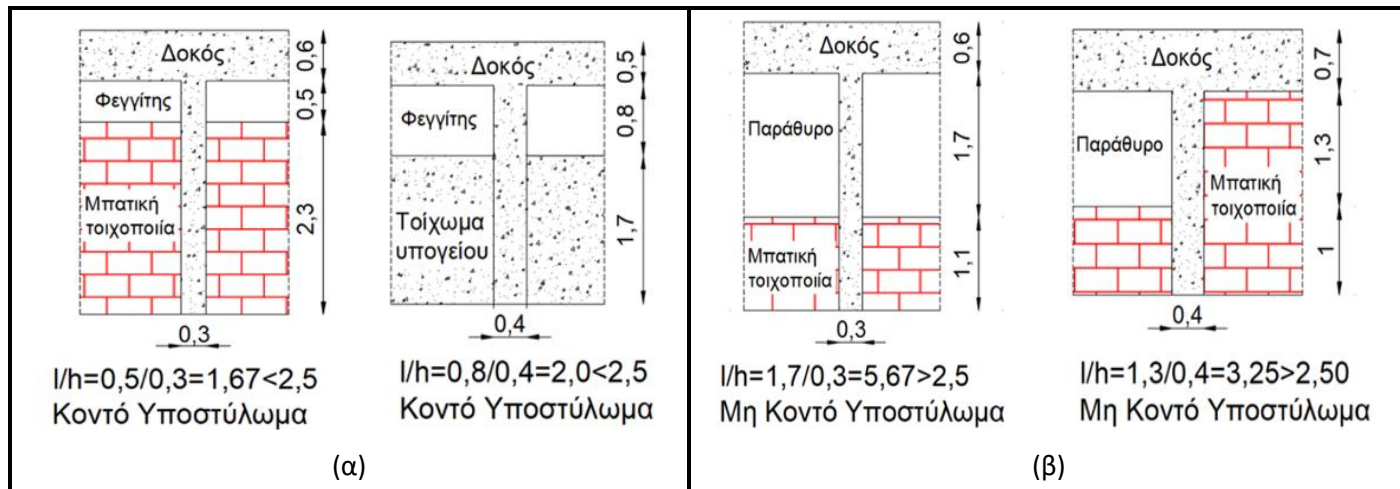 Δοκός
Φεγγίτης
Μπατική
τοιχοποιία
0,6
0,5
2,3
0,3
l/h=0,5/0,3=1,67<2,5
Κοντό Υποστύλωμα
Δοκός
Φεγγίτης
Τοίχωμα
υπογείου
0,5
0,8
1,7
0,4
l/h=0,8/0,4=2,0<2,5
Κοντό Υποστύλωμα
(α)
Δοκός
Παράθυρο
Μπατική
τοιχοποιία
0,6
1,7
1,1
0,3
l/h=1,7/0,3=5,67>2,5
Μη Κοντό Υποστύλωμα
Δοκός
Παράθυρο
Μπατική
τοιχοποιία
0,7
1,3
1
0,4
l/h=1,3/0,4=3,25>2,50
Μη Κοντό Υποστύλωμα
(β)